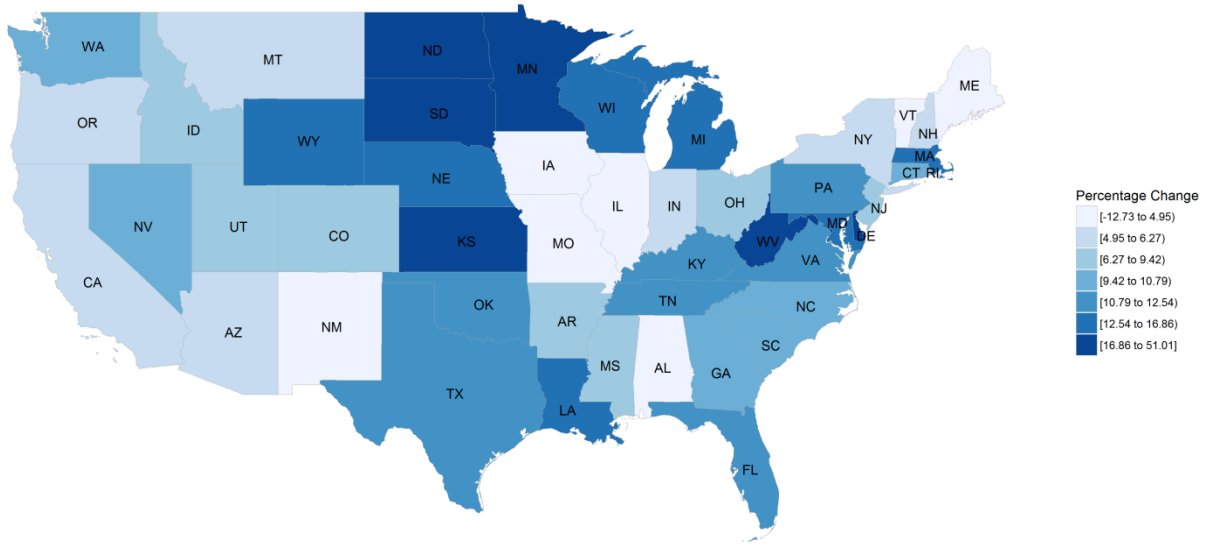 WA
MT
ND
MN
ME
OR
ID
WY
SD
WI
MI
VT
NH
NY
MA
CT
RI
IA
NE
PA
NJ
NV
UT
CO
KS
MO
IL
IN
OH
MD
DE
WV
VA
KY
CA
AZ
NM
OK
AR
TN
NC
SC
MS
AL
GA
TX
LA
FL
Percentage Change
[-12.73 to 4.95)
[4.95 to 6.27)
[6.27 to 9.42)
[9.42 to 10.79)
[10.79 to 12.54)
[12.54 to 16.86)
[16.86 to 51.01]